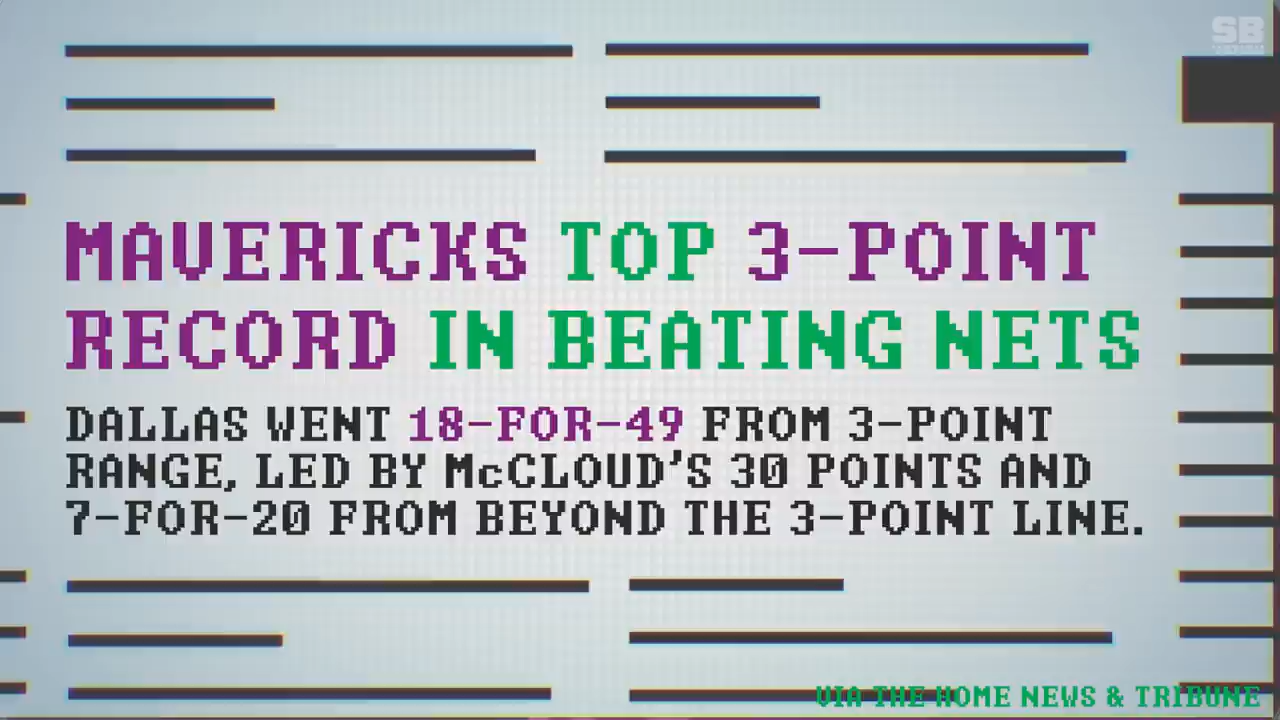 SB
MAVERICKS TOP 3-POINT
RECORD IN BEATING NETS
DALLAS WENT 18-FOR-49 FROM 3-POINT
RANGE, LED BY McCLOUD'S 30 POINTS AND
7-FOR-20 FROM BEYOND THE 3-POINT LINE.
VIA THE HOME NEWS & TRIBUNE